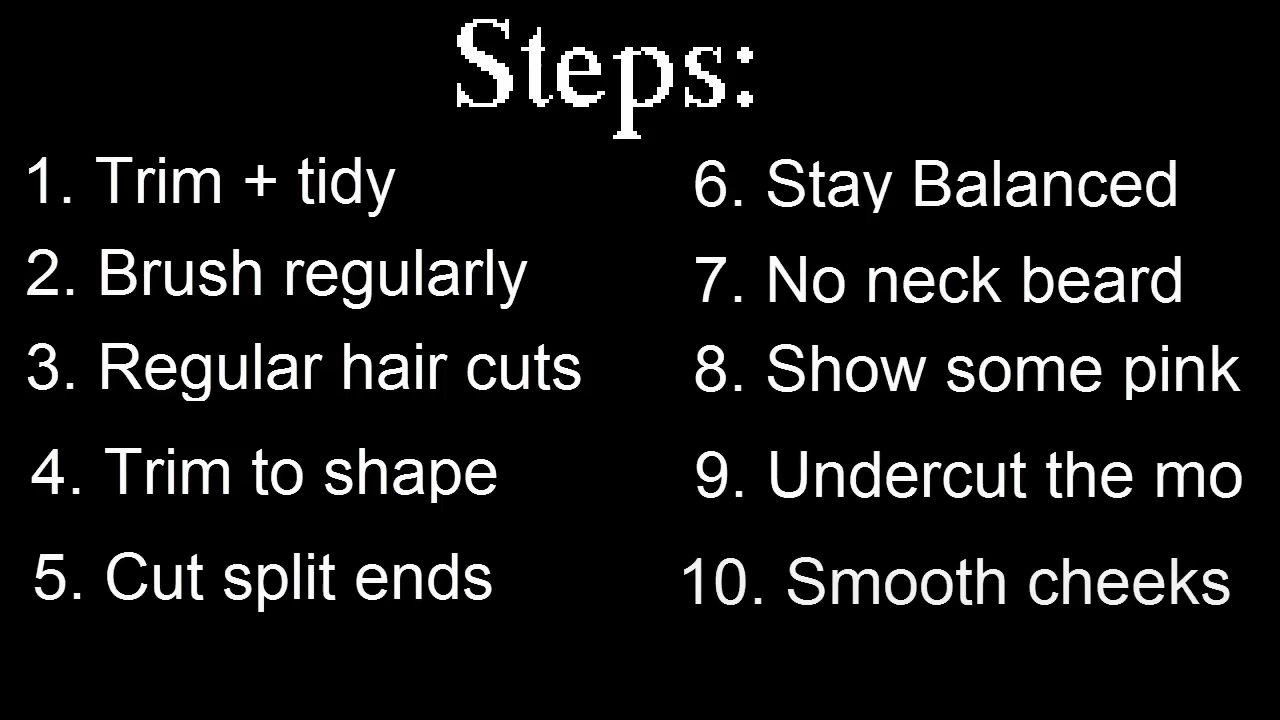 Steps:
1. Trim + tidy
2. Brush regularly
3. Regular hair cuts
4. Trim to shape
5. Cut split ends
6. Stay Balanced
7. No neck beard
8. Show some pink
9. Undercut the mo
10. Smooth cheeks